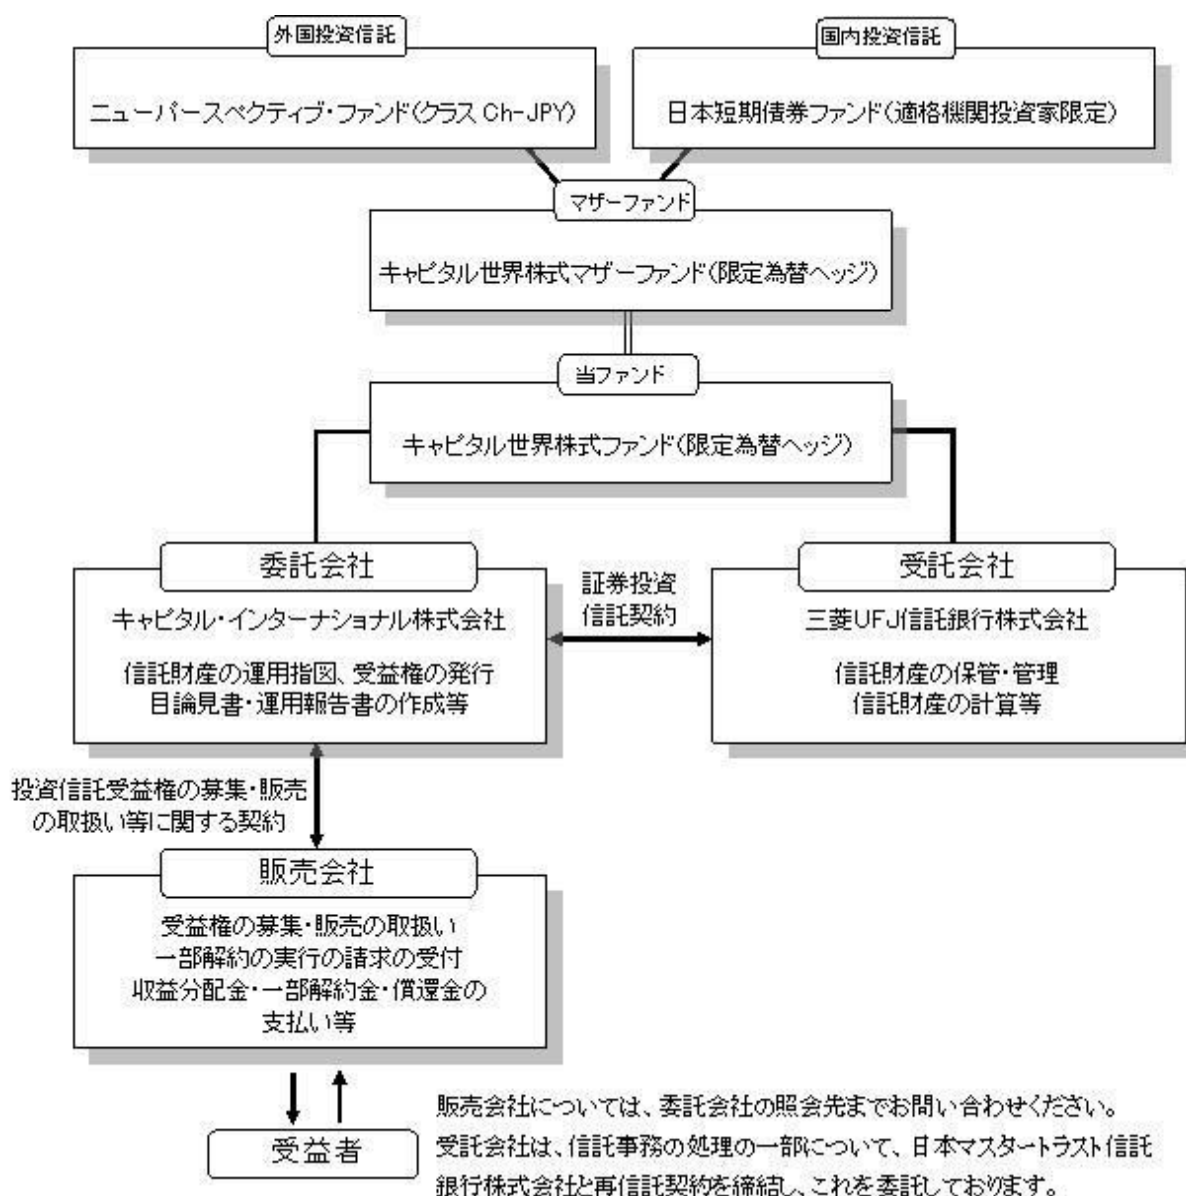 外国投資信託
国内投資信託
ニューパースペクティブ・ファンド(クラス Ch-JPY)
日本短期債券ファンド(適格機関投資家限定)
マザーファンド
キャピタル世界株式マザーファンド(限定為替ヘッジ)
当ファンド
キャピタル世界株式ファンド(限定為替ヘッジ)
委託会社
キャピタル・インターナショナル株式会社
信託財産の運用指図、受益権の発行
目論見書・運用報告書の作成等
証券投資
信託契約
受託会社
三菱UFJ信託銀行株式会社
信託財産の保管・管理
信託財産の計算等
投資信託受益権の募集・販売
の取扱い等に関する契約
販売会社
受益権の募集・販売の取扱い
一部解約の実行の請求の受付
収益分配金・一部解約金・償還金の
支払い等
受益者
販売会社については、委託会社の照会先までお問い合わせください。
受託会社は、信託事務の処理の一部について、日本マスタートラスト信託
銀行株式会社と再信託契約を締結し、これを委託しております。